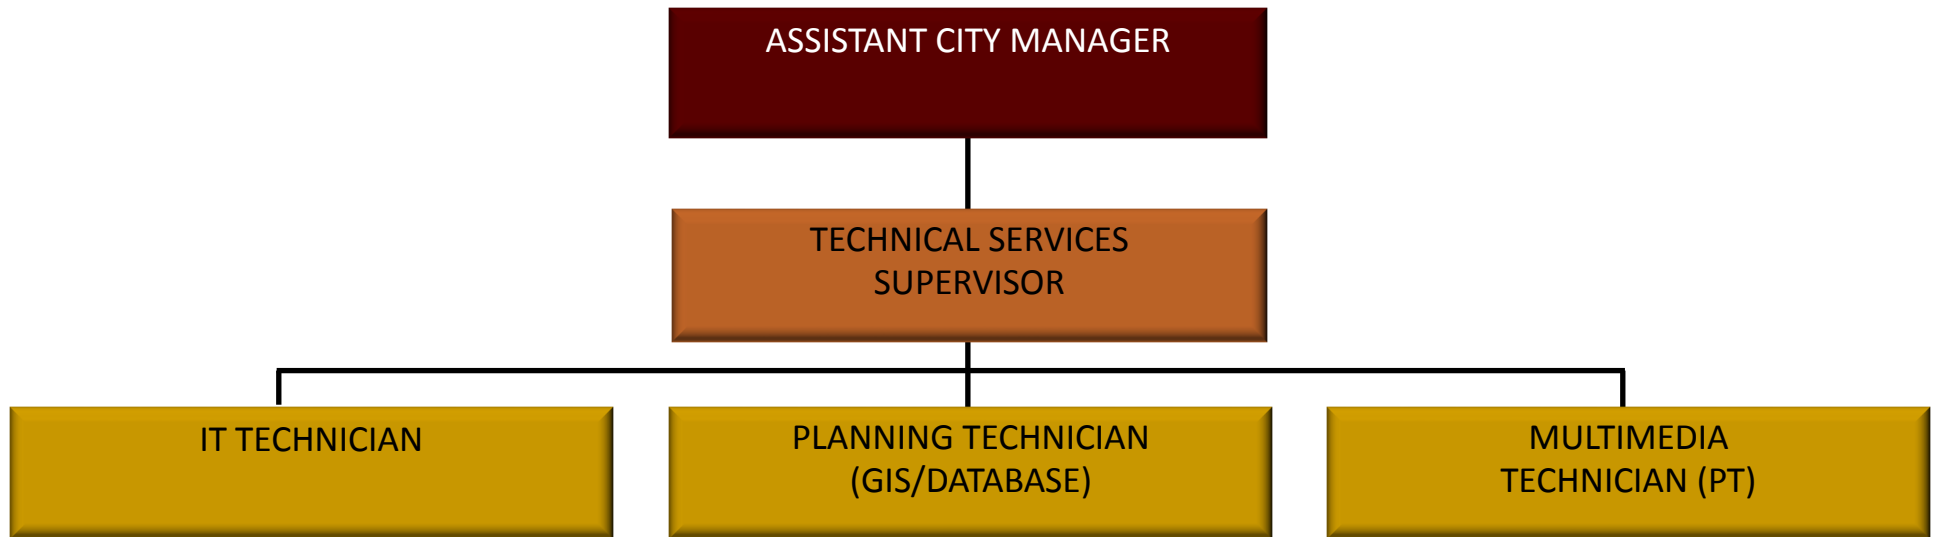 ASSISTANT CITY MANAGER
TECHNICAL SERVICES
SUPERVISOR
IT TECHNICIAN
PLANNING TECHNICIAN
(GIS/DATABASE)
MULTIMEDIA
TECHNICIAN (PT)